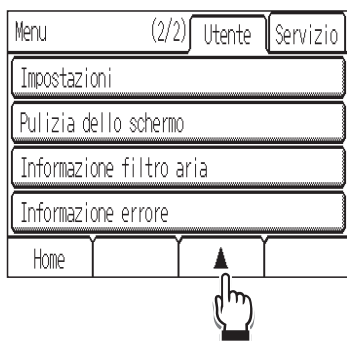 Menu (2/2) Utente Servizio
Impostazioni
Pulizia dello schermo
Informazione filtro aria
Informazione errore
Home ▲